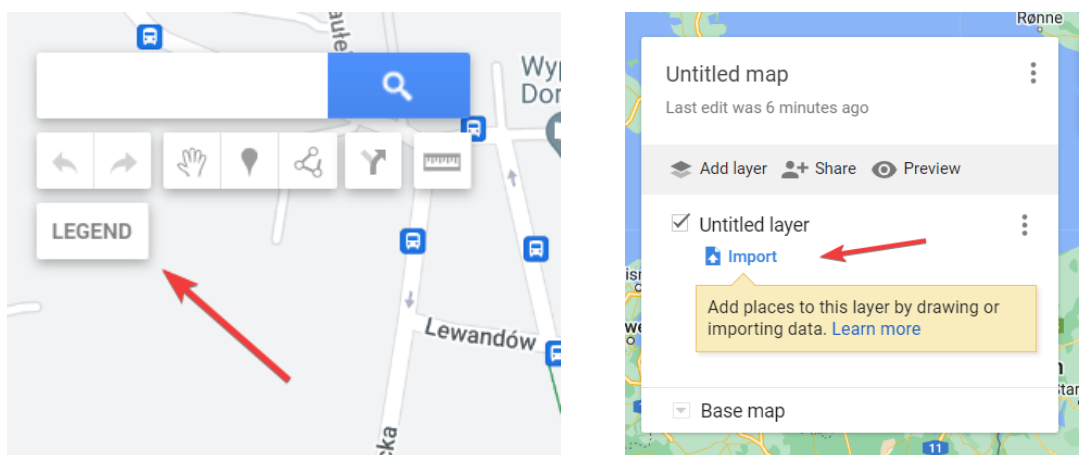 Wyp
Dor
LEGEND
Lewandów
cka
Rønne
Untitled map
Last edit was 6 minutes ago
Add layer Share Preview
Untitled layer
Import
Add places to this layer by drawing or
importing data. Learn more
Base map
11